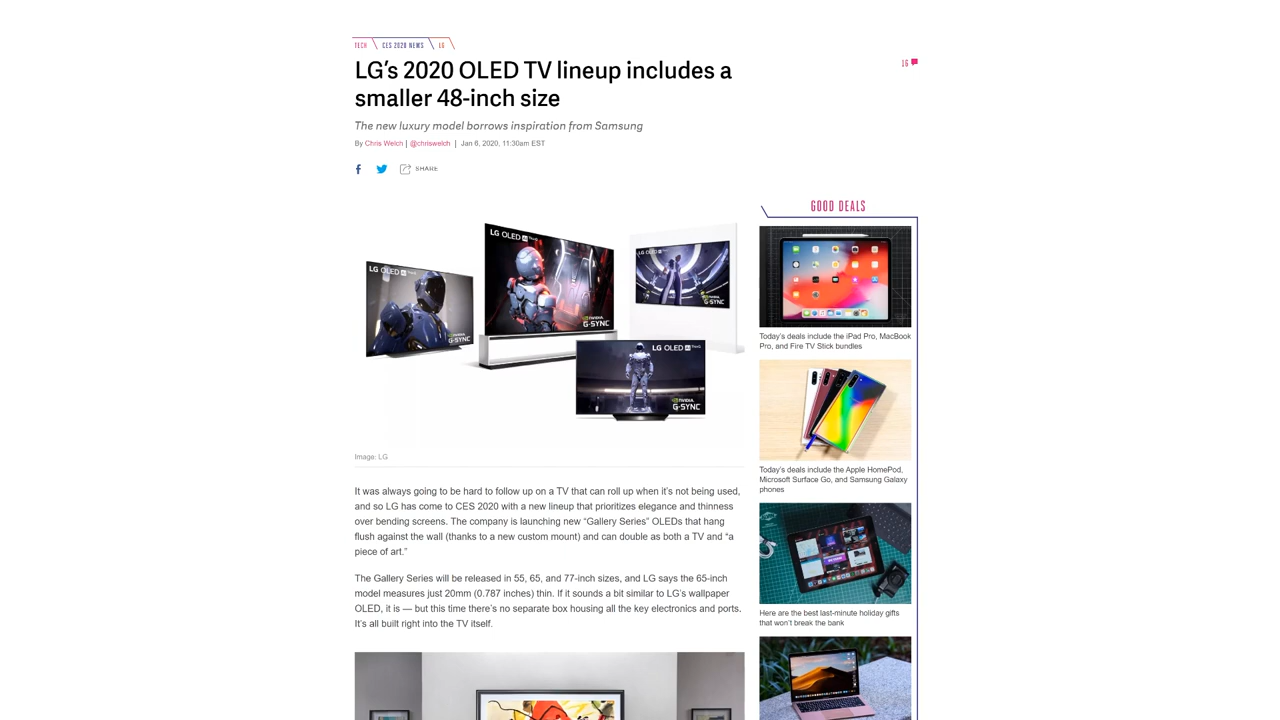 TECH CES 2020 NEWS LG
LG’s 2020 OLED TV lineup includes a
smaller 48-inch size
16
The new luxury model borrows inspiration from Samsung
By Chris Welch | @chriswelch | Jan 6, 2020, 11:30am EST
SHARE
LG OLED
NVIDIA.
G-SYNC
LG OLED
NVIDIA.
G-SYNC
LG OLED
NVIDIA.
G-SYNC
LG OLED
NVIDIA.
G-SYNC
Image: LG
It was always going to be hard to follow up on a TV that can roll up when it’s not being used,
and so LG has come to CES 2020 with a new lineup that prioritizes elegance and thinness
over bending screens. The company is launching new “Gallery Series” OLEDs that hang
flush against the wall (thanks to a new custom mount) and can double as both a TV and “a
piece of art.”
The Gallery Series will be released in 55, 65, and 77-inch sizes, and LG says the 65-inch
model measures just 20mm (0.787 inches) thin. If it sounds a bit similar to LG’s wallpaper
OLED, it is — but this time there’s no separate box housing all the key electronics and ports.
It’s all built right into the TV itself.
GOOD DEALS
Today’s deals include the iPad Pro, MacBook
Pro, and Fire TV Stick bundles
Today’s deals include the Apple HomePod,
Microsoft Surface Go, and Samsung Galaxy
phones
Here are the best last-minute holiday gifts
that won’t break the bank